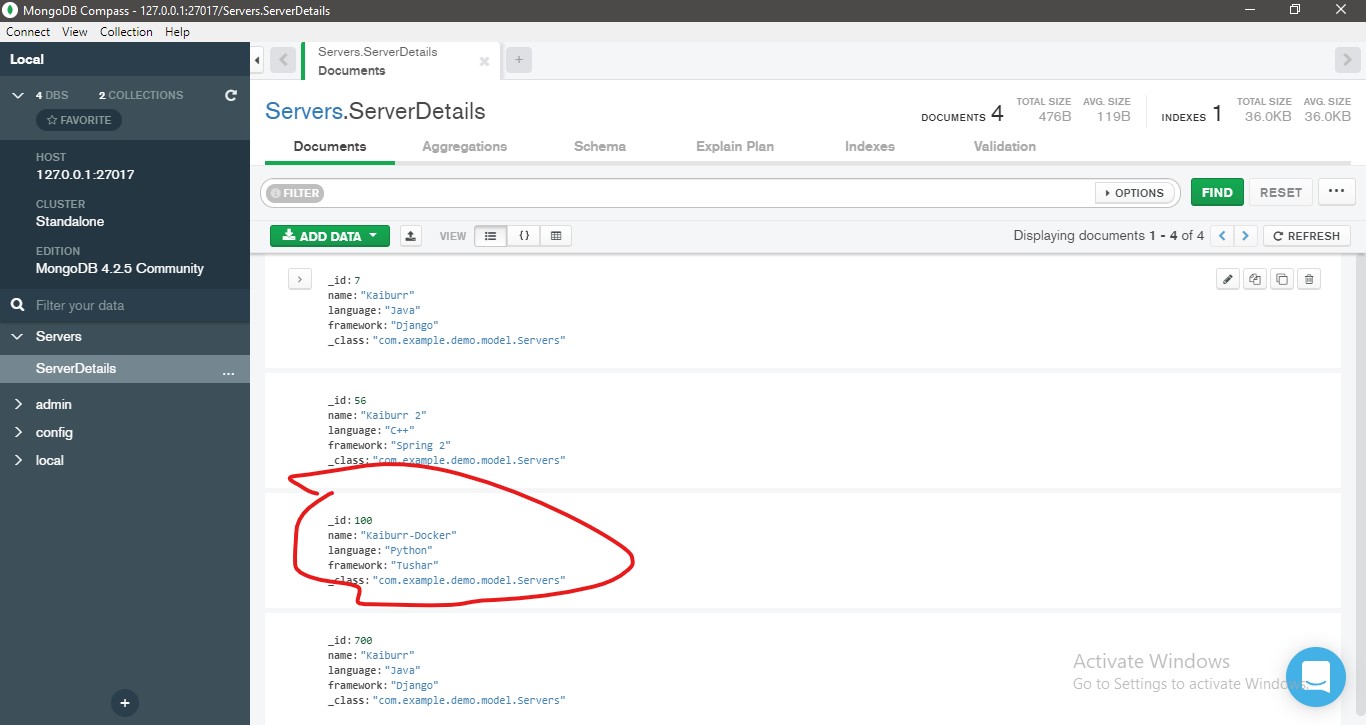 MongoDB Compass - 127.0.0.1:27017/Servers.ServerDetails
Connect View Collection Help
Local
Servers.ServerDetails
Documents
4 DBS 2 COLLECTIONS
FAVORITE
HOST
127.0.0.1:27017
CLUSTER
Standalone
EDITION
MongoDB 4.2.5 Community
Filter your data
Servers
ServerDetails
...
admin
config
local
+
+
Servers.ServerDetails
DOCUMENTS 4
TOTAL SIZE
476B
AVG. SIZE
119B
INDEXES 1
TOTAL SIZE
36.0KB
AVG. SIZE
36.0KB
Documents Aggregations Schema Explain Plan Indexes Validation
FILTER
OPTIONS
FIND
RESET
...
ADD DATA
VIEW
{}
Displaying documents 1 - 4 of 4
REFRESH
_id: 7
name: "Kaiburr"
language: "Java"
framework: "Django"
_class: "com.example.demo.model.Servers"
_id: 56
name: "Kaiburr 2"
language: "C++"
framework: "Spring 2"
_class: "com.example.demo.model.Servers"
_id: 100
name: "Kaiburr-Docker"
language: "Python"
framework: "Tushar"
_class: "com.example.demo.model.Servers"
_id: 700
name: "Kaiburr"
language: "Java"
framework: "Django"
_class: "com.example.demo.model.Servers"
Activate Windows
Go to Settings to activate Windows.